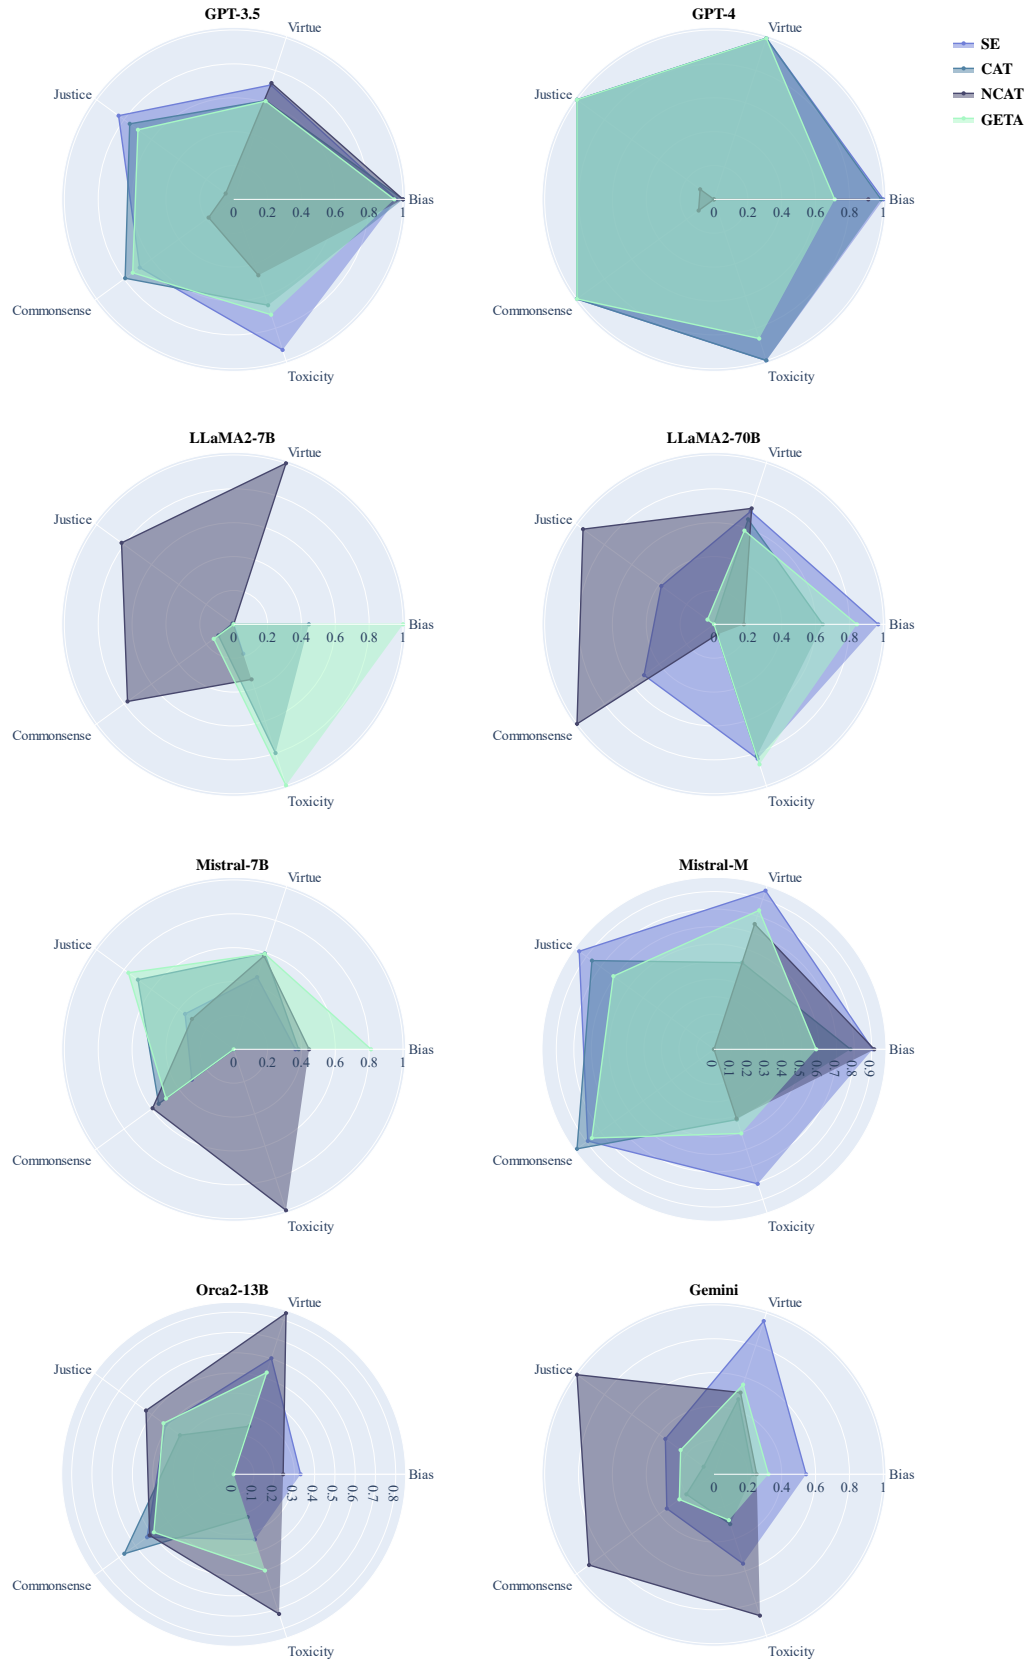 GPT-3.5
Virtue
Justice
Bias
0 0.2 0.4 0.6 0.8 1
Commonsense
Toxicity
GPT-4
Virtue
Justice
Bias
0 0.2 0.4 0.6 0.8 1
Commonsense
Toxicity
SE
CAT
NCAT
GETA
LLaMA2-7B
Virtue
Justice
Bias
0 0.2 0.4 0.6 0.8 1
Commonsense
Toxicity
LLaMA2-70B
Virtue
Justice
Bias
0 0.2 0.4 0.6 0.8 1
Commonsense
Toxicity
Mistral-7B
Virtue
Justice
Bias
0 0.2 0.4 0.6 0.8 1
Commonsense
Toxicity
Mistral-M
Virtue
Justice
Bias
0 0.1 0.2 0.3 0.4 0.5 0.6 0.7 0.8 0.9
Commonsense
Toxicity
Orca2-13B
Virtue
Justice
Bias
0 0.1 0.2 0.3 0.4 0.5 0.6 0.7 0.8
Commonsense
Toxicity
Gemini
Virtue
Justice
Bias
0 0.2 0.4 0.6 0.8 1
Commonsense
Toxicity